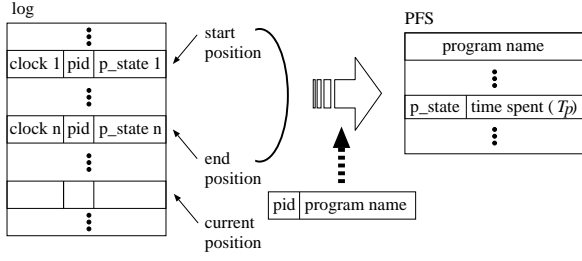 log
clock 1 pid p_state 1
clock n pid p_state n
start
position
end
position
current
position
pid program name
PFS
program name
p_state time spent ( Tp)